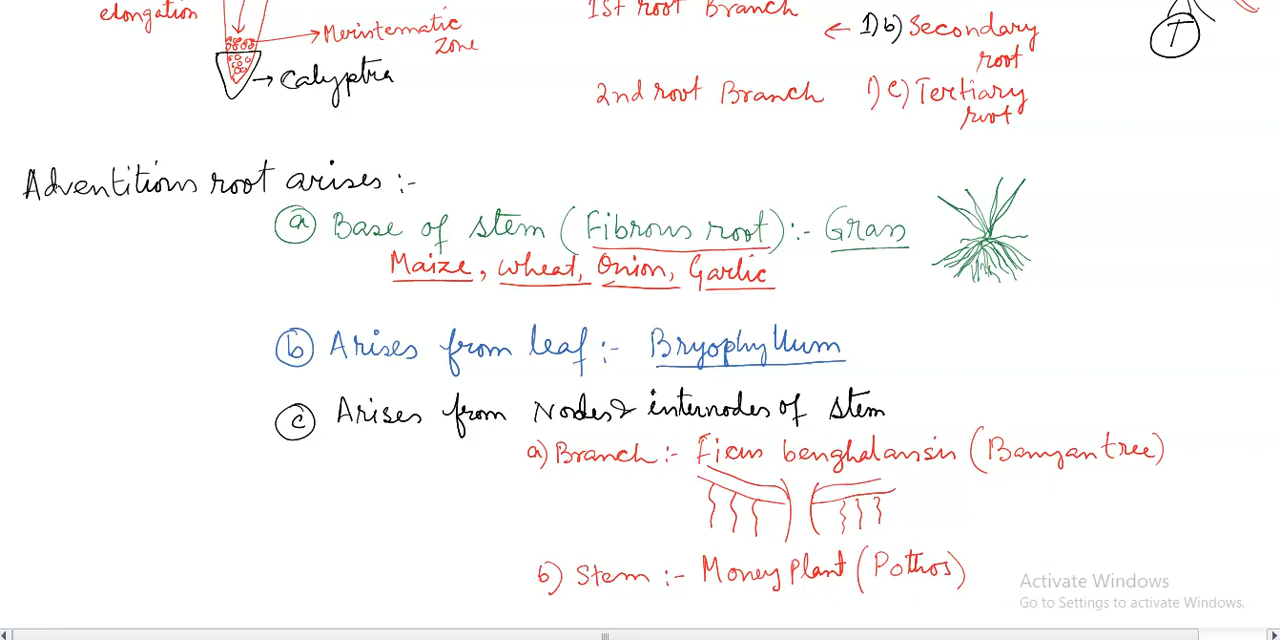 elongation
Meristematic
Zone
Calyptra
1st root Branch
← 1) b) Secondary
root
2nd root Branch 1) c) Tertiary
root
T
Adventitious root arises :-
(a) Base of stem (Fibrous root) :- Grass
Maize, wheat, Onion, Garlic
(b) Arises from leaf :- Bryophyllum
(c) Arises from Nodes & internodes of stem
a) Branch :- Ficus benghalansis (Banyan tree)
b) Stem :- Money Plant (Pothos)
Activate Windows
Go to Settings to activate Windows.